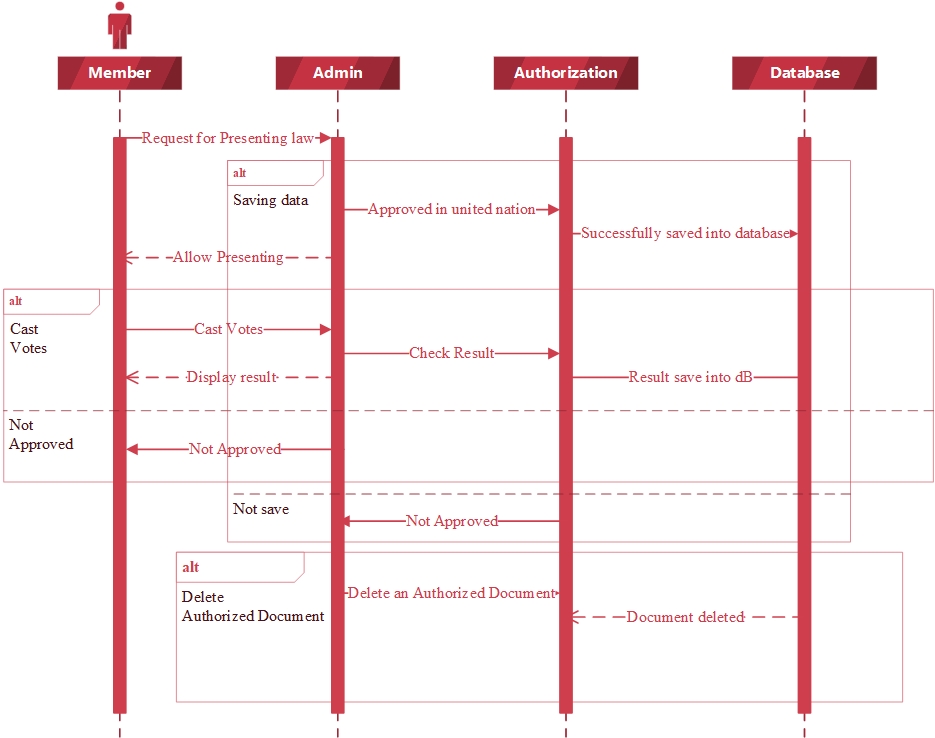 Member
Admin
Authorization
Database
Request for Presenting law
alt
Saving data
Approved in united nation
Successfully saved into database
Allow Presenting
alt
Cast
Votes
Cast Votes
Check Result
Display result
Result save into dB
Not
Approved
Not Approved
Not save
Not Approved
alt
Delete
Authorized Document
Delete an Authorized Document
Document deleted